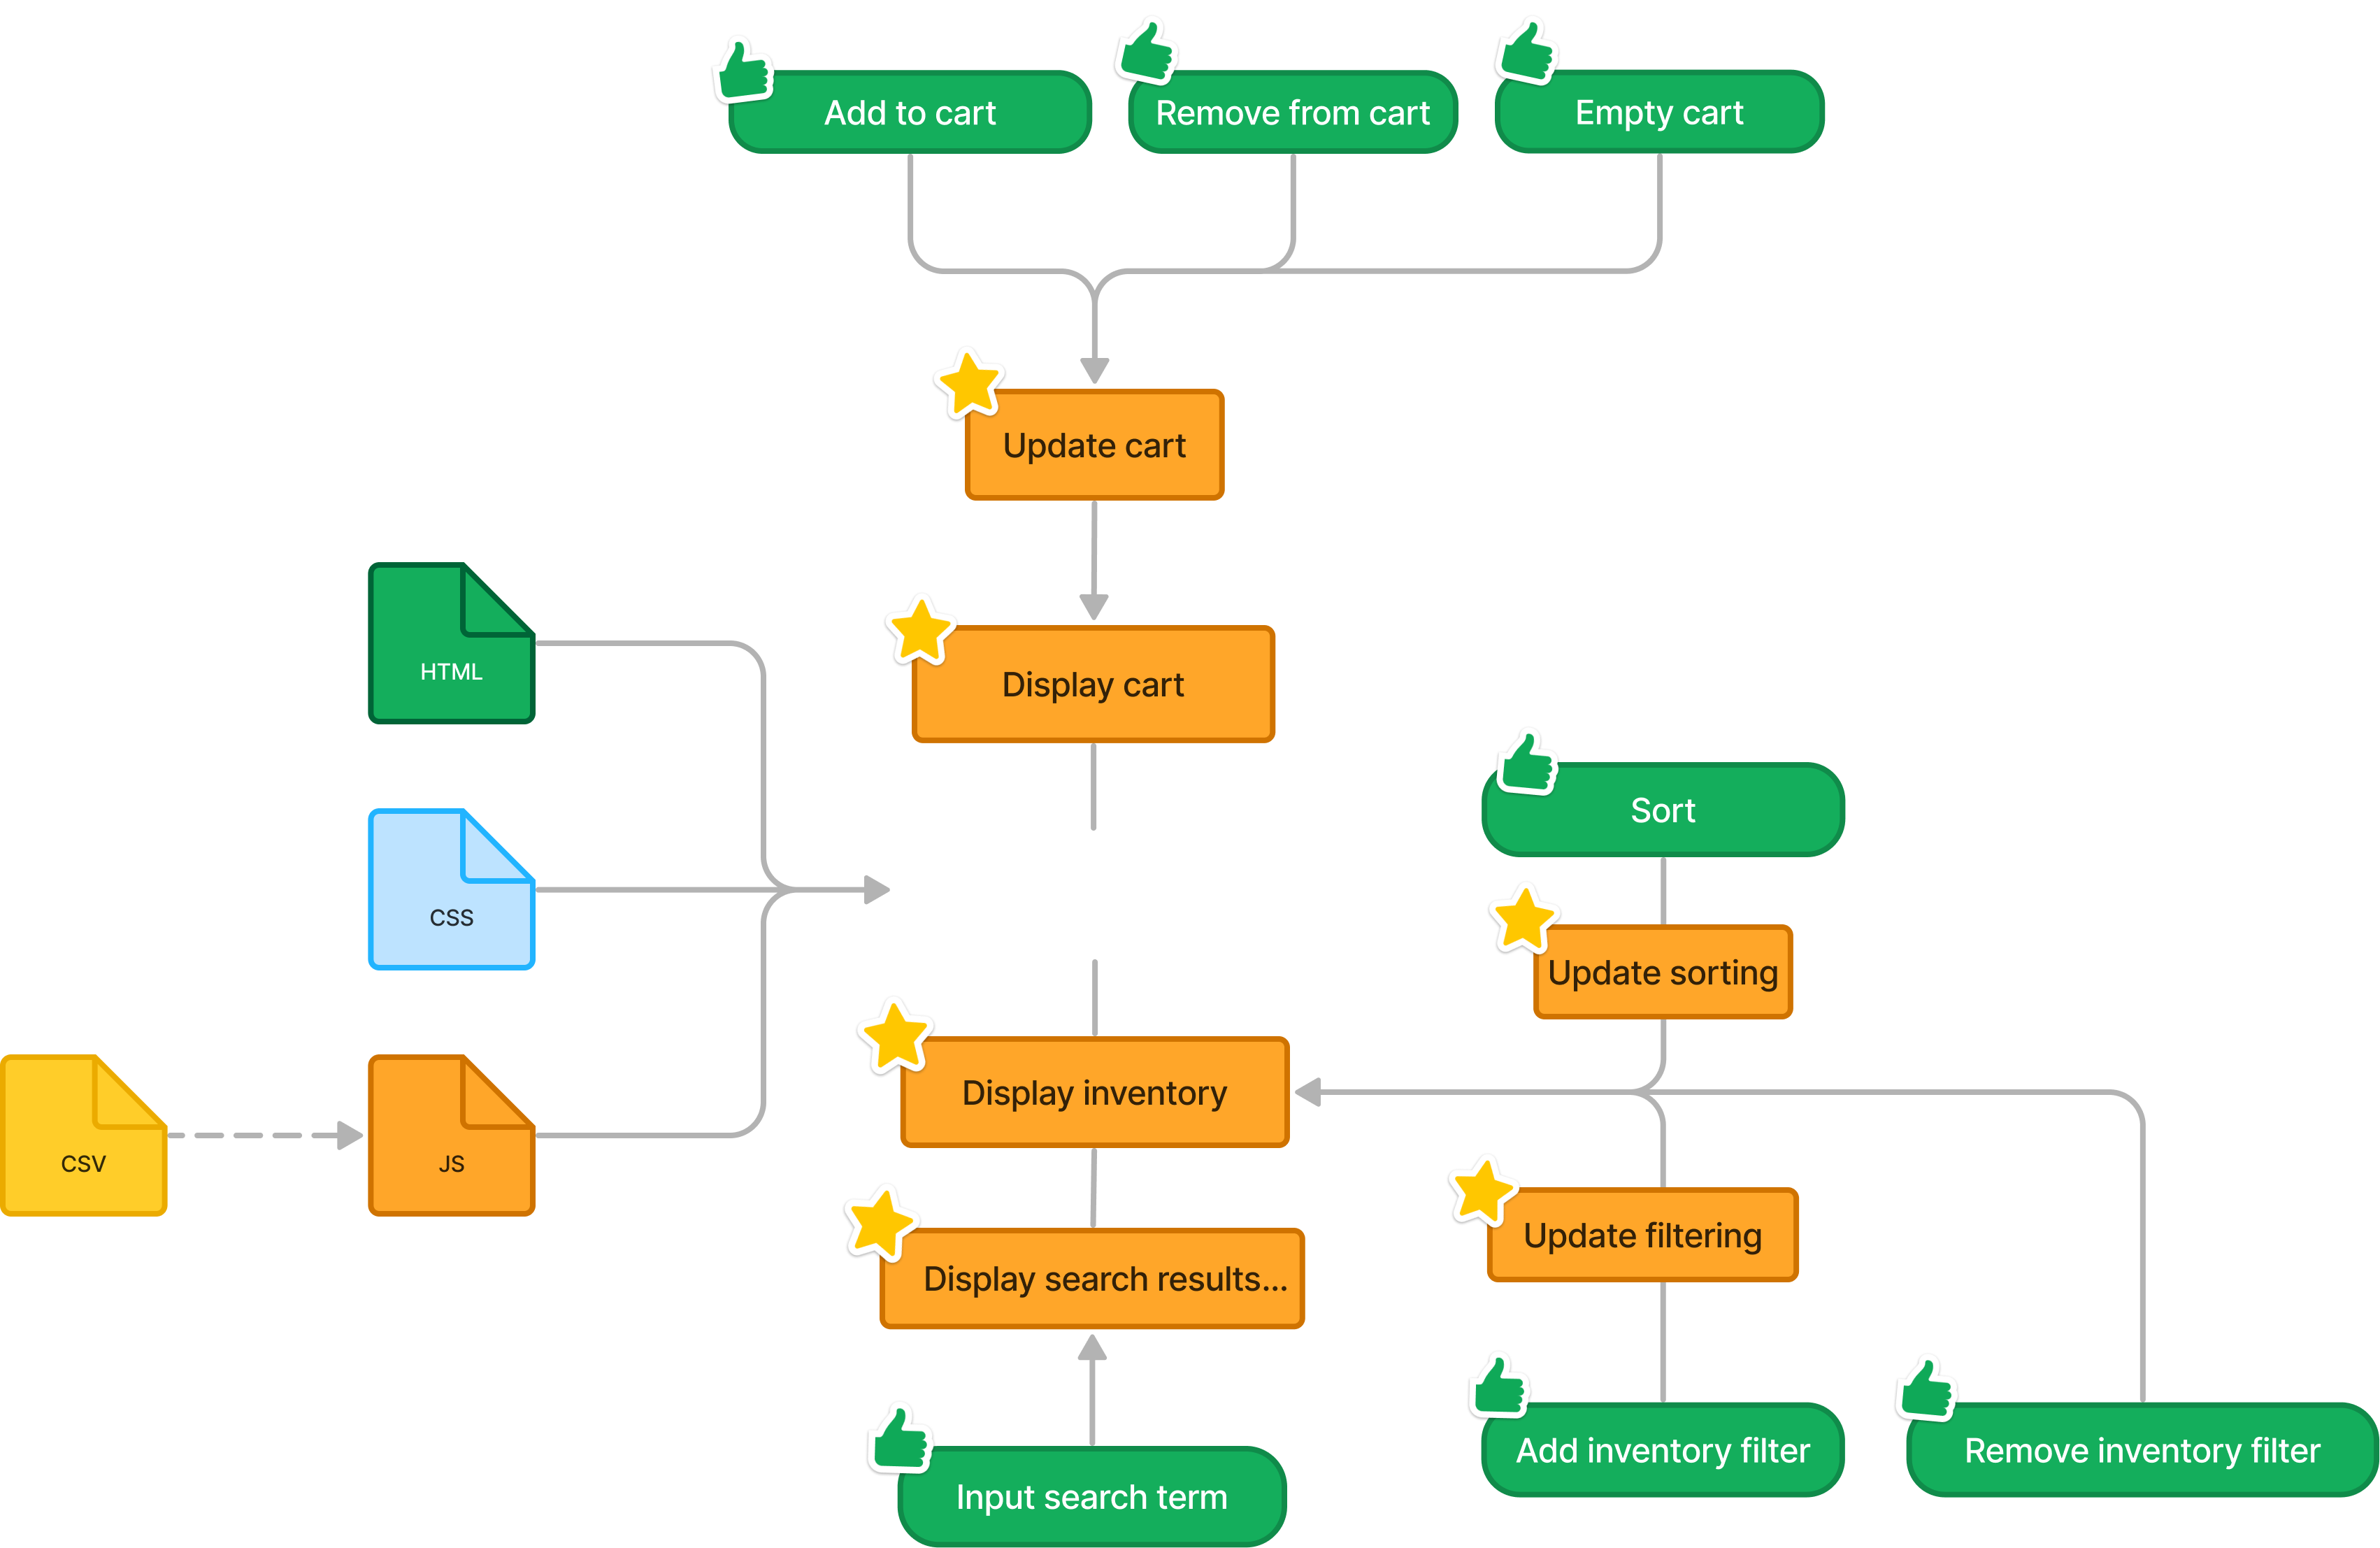 Add to cart
Remove from cart
Empty cart
Update cart
HTML
Display cart
Sort
CSS
Update sorting
Display inventory
CSV
JS
Update filtering
Display search results...
Add inventory filter
Remove inventory filter
Input search term